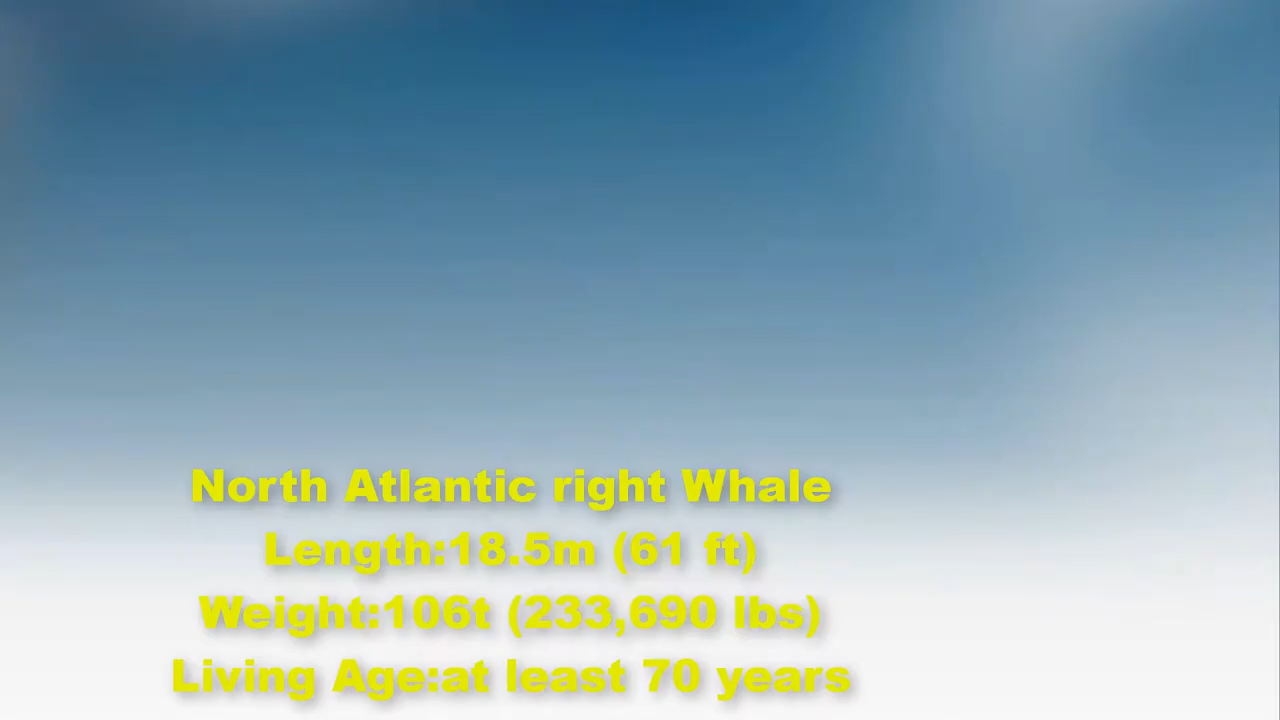 North Atlantic right Whale
Length:18.5m (61 ft)
Weight:106t (233,690 lbs)
Living Age:at least 70 years